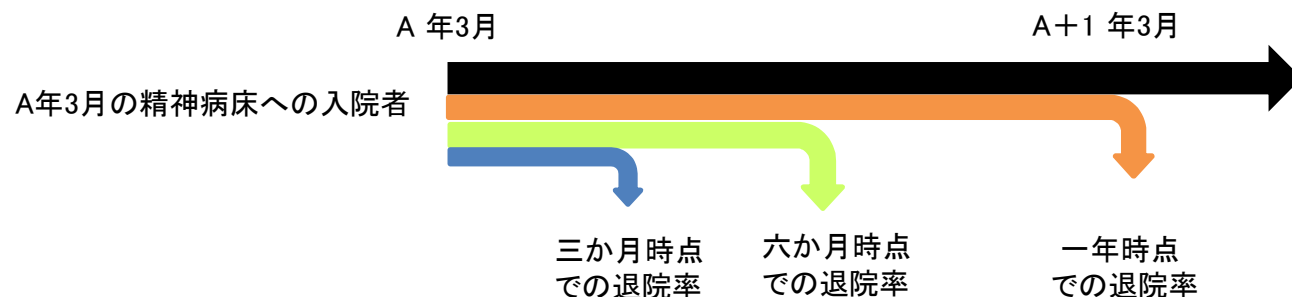 A 年3月
A＋1 年3月
A年3月の精神病床への入院者
三か月時点
での退院率
六か月時点
での退院率
一年時点
での退院率